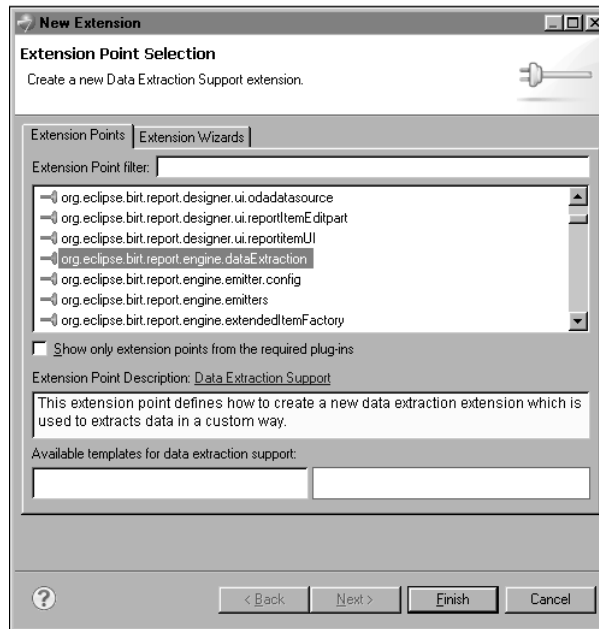 New Extension
Extension Point Selection
Create a new Data Extraction Support extension.
Extension Points
Extension Wizards
Extension Point filter:
org.eclipse.birt.report.designer.ui.odadatasource
org.eclipse.birt.report.designer.ui.reportItemEditpart
org.eclipse.birt.report.designer.ui.reportitemUI
org.eclipse.birt.report.engine.dataExtraction
org.eclipse.birt.report.engine.emitter.config
org.eclipse.birt.report.engine.emitters
org.eclipse.birt.report.engine.extendedItemFactory
Show only extension points from the required plug-ins
Extension Point Description: Data Extraction Support
This extension point defines how to create a new data extraction extension which is
used to extracts data in a custom way.
Available templates for data extraction support:
?
< Back
Next >
Finish
Cancel